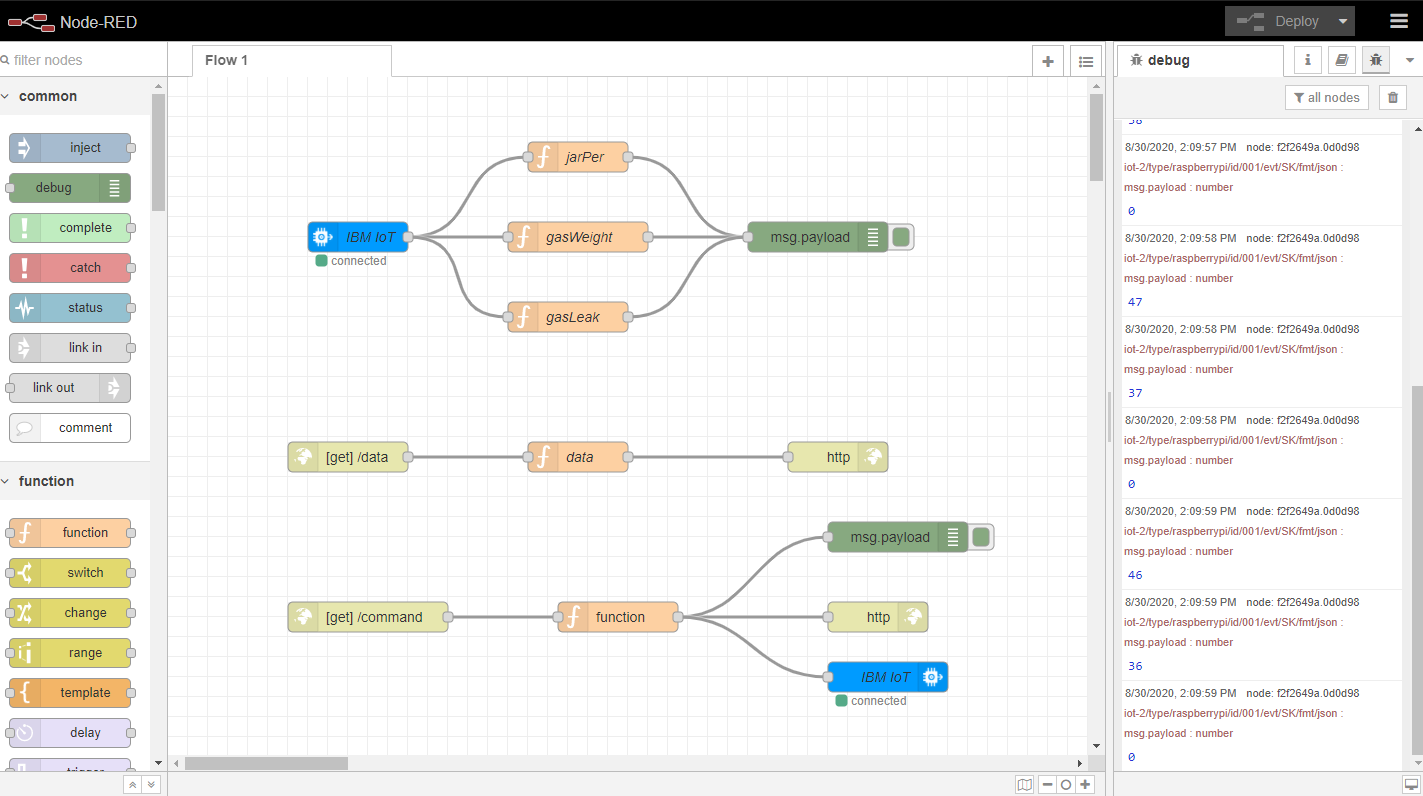 Node-RED
Deploy
filter nodes
Flow 1
debug
i
all nodes
common
inject
debug
complete
catch
status
link in
link out
comment
function
function
switch
change
range
template
delay
jarPer
IBM IoT
gasWeight
msg.payload
connected
gasLeak
[get] /data
data
http
msg.payload
[get] /command
function
http
IBM IoT
connected
8/30/2020, 2:09:57 PM node: f2f2649a.0d0d98
iot-2/type/raspberrypi/id/001/evt/SK/fmt/json :
msg.payload : number
0
8/30/2020, 2:09:58 PM node: f2f2649a.0d0d98
iot-2/type/raspberrypi/id/001/evt/SK/fmt/json :
msg.payload : number
47
8/30/2020, 2:09:58 PM node: f2f2649a.0d0d98
iot-2/type/raspberrypi/id/001/evt/SK/fmt/json :
msg.payload : number
37
8/30/2020, 2:09:58 PM node: f2f2649a.0d0d98
iot-2/type/raspberrypi/id/001/evt/SK/fmt/json :
msg.payload : number
0
8/30/2020, 2:09:59 PM node: f2f2649a.0d0d98
iot-2/type/raspberrypi/id/001/evt/SK/fmt/json :
msg.payload : number
46
8/30/2020, 2:09:59 PM node: f2f2649a.0d0d98
iot-2/type/raspberrypi/id/001/evt/SK/fmt/json :
msg.payload : number
36
8/30/2020, 2:09:59 PM node: f2f2649a.0d0d98
iot-2/type/raspberrypi/id/001/evt/SK/fmt/json :
msg.payload : number
0